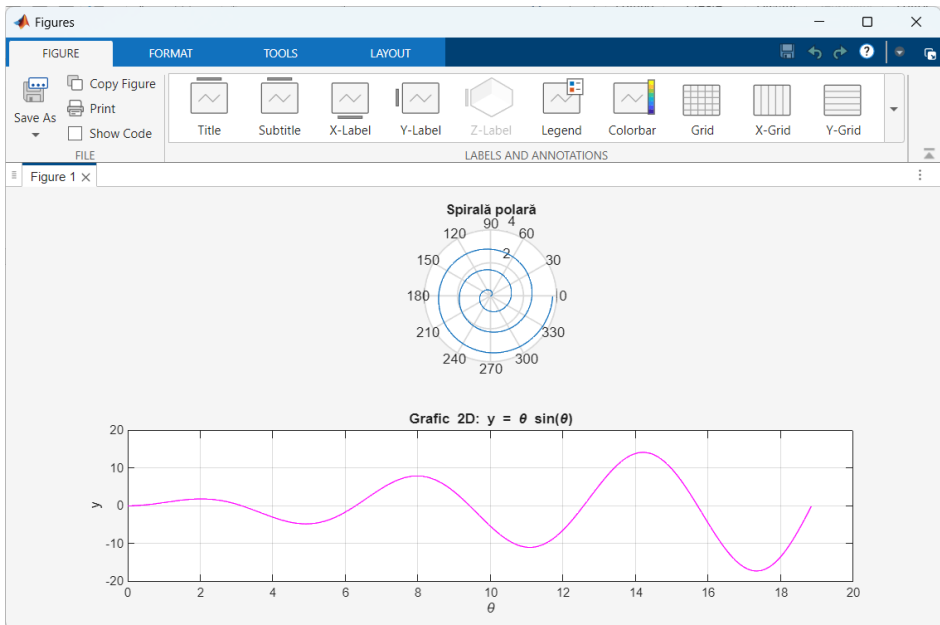 Figures
FIGURE FORMAT TOOLS LAYOUT
Save As
Copy Figure
Print
Show Code
FILE
Title Subtitle X-Label Y-Label Z-Label Legend Colorbar Grid X-Grid Y-Grid
LABELS AND ANNOTATIONS
Figure 1
Spirală polară
90 4
120 60
2
150 30
180 0
210 330
240 300
270
Grafic 2D: y = θ sin(θ)
20
10
0
-10
-20
y
0 2 4 6 8 10 12 14 16 18 20
θ